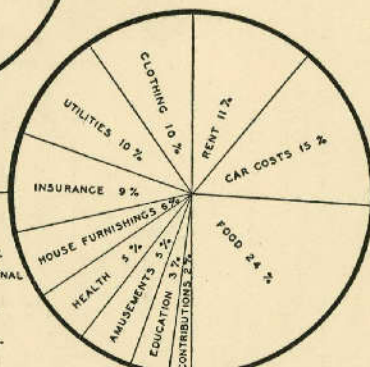 CLOTHING 10 %
RENT 11 %
UTILITIES 10 %
CAR COSTS 15 %
INSURANCE 9 %
HOUSE FURNISHINGS 6 %
FOOD 24 %
HEALTH 5 %
AMUSEMENTS 5 %
EDUCATION 3 %
CONTRIBUTIONS 2 %
NAL